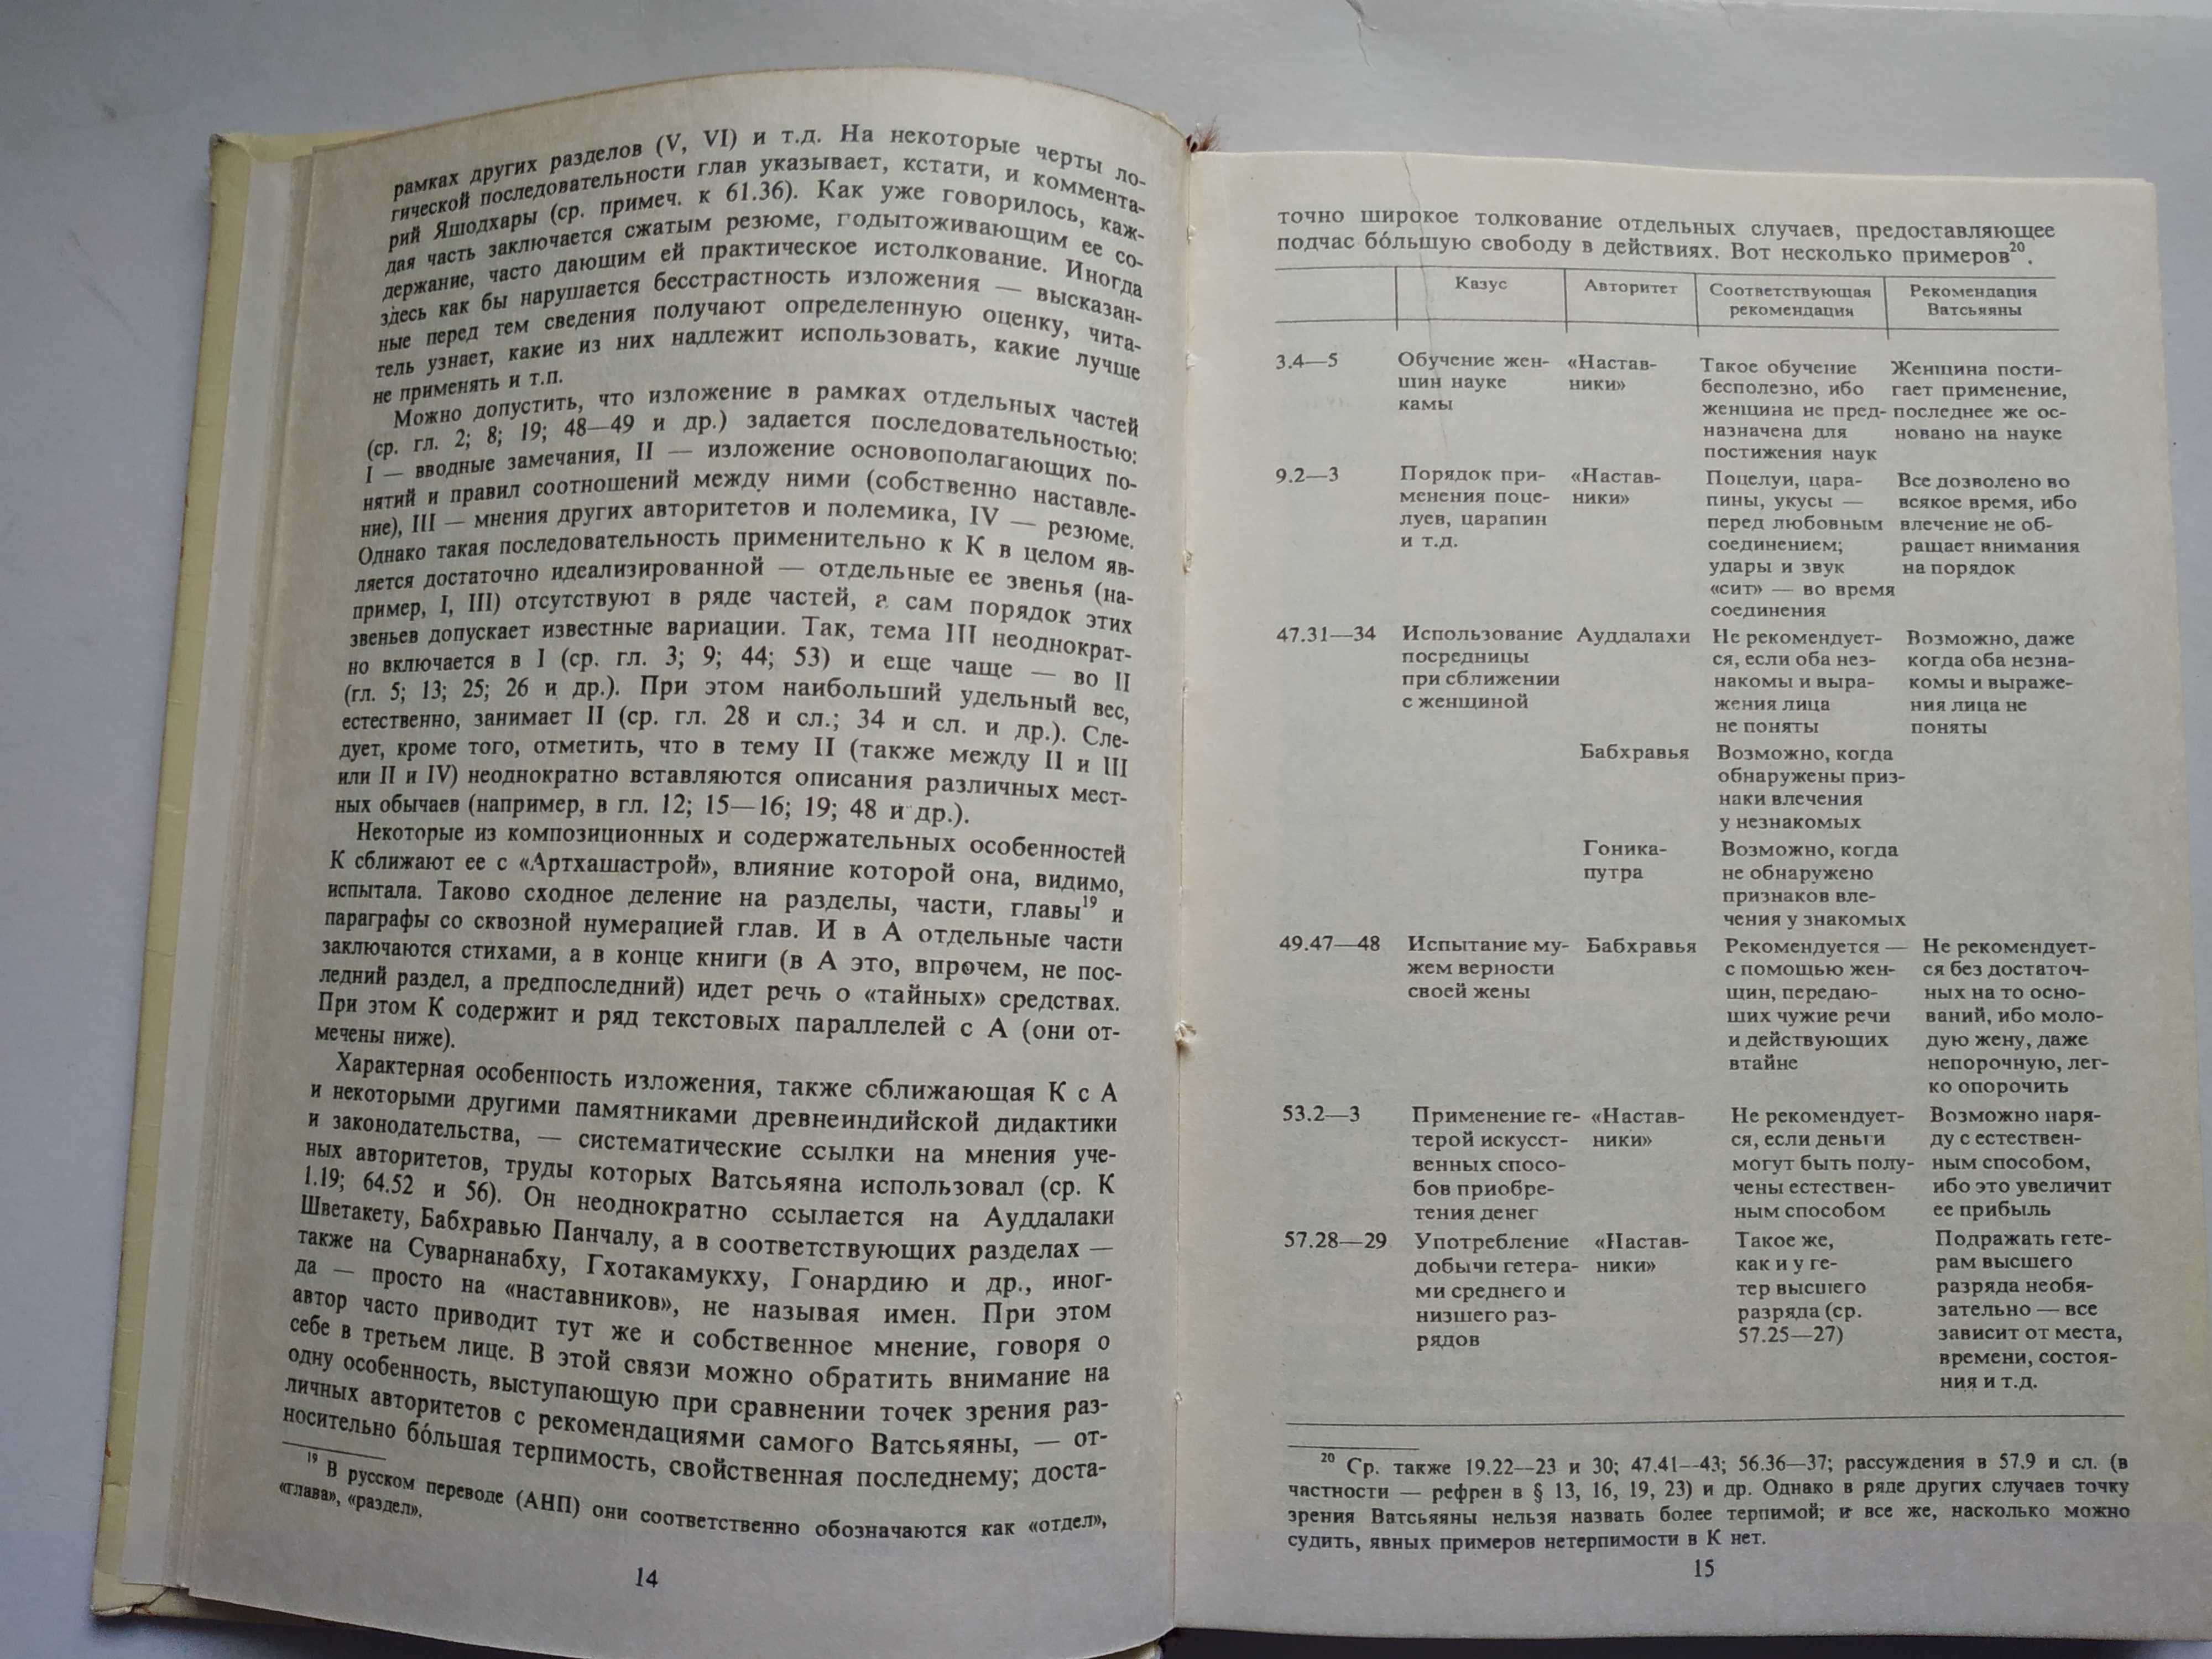 рамках других разделов (V, VI) и т.д. На некоторые черты ло-
гической последовательности глав указывает, кстати, и коммента-
рий Яшодхары (ср. примеч. к 61.36). Как уже говорилось, каж-
дая часть заключается сжатым резюме, годытоживающим ее со-
держание, часто дающим ей практическое истолкование. Иногда
здесь как бы нарушается бесстрастность изложения — высказан-
ные перед тем сведения получают определенную оценку, чита-
тель узнает, какие из них надлежит использовать, какие лучше
не применять и т.п.
Можно допустить, что изложение в рамках отдельных частей
(ср. гл. 2; 8; 19; 48—49 и др.) задается последовательностью:
I — вводные замечания, II — изложение основополагающих по-
нятий и правил соотношений между ними (собственно наставле-
ние), III — мнения других авторитетов и полемика, IV — резюме.
Однако такая последовательность применительно к К в целом яв-
ляется достаточно идеализированной — отдельные ее звенья (на-
пример, I, III) отсутствуют в ряде частей, а сам порядок этих
звеньев допускает известные вариации. Так, тема III неоднократ-
но включается в I (ср. гл. 3; 9; 44; 53) и еще чаще — во II
(гл. 5; 13; 25; 26 и др.). При этом наибольший удельный вес,
естественно, занимает II (ср. гл. 28 и сл.; 34 и сл. и др.). Сле-
дует, кроме того, отметить, что в тему II (также между II и III
или II и IV) неоднократно вставляются описания различных мест-
ных обычаев (например, в гл. 12; 15—16; 19; 48 и др.).
Некоторые из композиционных и содержательных особенностей
К сближают ее с «Артхашастрой», влияние которой она, видимо,
испытала. Таково сходное деление на разделы, части, главы19 и
параграфы со сквозной нумерацией глав. И в А отдельные части
заключаются стихами, а в конце книги (в А это, впрочем, не пос-
ледний раздел, а предпоследний) идет речь о «тайных» средствах.
При этом К содержит и ряд текстовых параллелей с А (они от-
мечены ниже).
Характерная особенность изложения, также сближающая К с А
и некоторыми другими памятниками древнеиндийской дидактики
и законодательства, — систематические ссылки на мнения уче-
ных авторитетов, труды которых Ватсьяяна использовал (ср. К
1.19; 64.52 и 56). Он неоднократно ссылается на Ауддалаки
Шветакету, Бабхравью Панчалу, а в соответствующих разделах —
также на Суварнанабху, Гхотакамукху, Гонардию и др., иног-
да — просто на «наставников», не называя имен. При этом
автор часто приводит тут же и собственное мнение, говоря о
себе в третьем лице. В этой связи можно обратить внимание на
одну особенность, выступающую при сравнении точек зрения раз-
личных авторитетов с рекомендациями самого Ватсьяяны, — от-
носительно бо́льшая терпимость, свойственная последнему; доста-
19 В русском переводе (АНП) они соответственно обозначаются как «отдел»,
«глава», «раздел».
14
точно широкое толкование отдельных случаев, предоставляющее
подчас бо́льшую свободу в действиях. Вот несколько примеров20.
Казус Авторитет Соответствующая рекомендация Рекомендация Ватсьяяны
3.4—5 Обучение жен- «Настав- Такое обучение Женщина пости-
шин науке ники» бесполезно, ибо гает применение,
камы женщина не пред- последнее же ос-
назначена для новано на науке
постижения наук
9.2—3 Порядок при- «Настав- Поцелуи, цара- Все дозволено во
менения поце- ники» пины, укусы — всякое время, ибо
луев, царапин перед любовным влечение не об-
и т.д. соединением; ращает внимания
удары и звук на порядок
«сит» — во время
соединения
47.31—34 Использование Ауддалахи Не рекомендует- Возможно, даже
посредницы ся, если оба нез- когда оба незна-
при сближении накомы и выра- комы и выраже-
с женщиной жения лица ния лица не
не поняты поняты
Бабхравья Возможно, когда
обнаружены приз-
наки влечения
у незнакомых
Гоника- Возможно, когда
путра не обнаружено
признаков вле-
чения у знакомых
49.47—48 Испытание му- Бабхравья Рекомендуется — Не рекомендует-
жем верности с помощью жен- ся без достаточ-
своей жены щин, передаю- ных на то осно-
ших чужие речи ваний, ибо моло-
и действующих дую жену, даже
втайне непорочную, лег-
ко опорочить
53.2—3 Применение ге- «Настав- Не рекомендует- Возможно наря-
терой искусст- ники» ся, если деньги ду с естествен-
венных спосо- могут быть полу- ным способом,
бов приобре- чены естествен- ибо это увеличит
тения денег ным способом ее прибыль
57.28—29 Употребление «Настав- Такое же, Подражать гете-
добычи гетера- ники» как и у ге- рам высшего
ми среднего и тер высшего разряда необя-
низшего раз- разряда (ср. зательно — все
рядов 57.25—27) зависит от места,
времени, состоя-
ния и т.д.
20 Ср. также 19.22—23 и 30; 47.41—43; 56.36—37; рассуждения в 57.9 и сл. (в
частности — рефрен в § 13, 16, 19, 23) и др. Однако в ряде других случаев точку
зрения Ватсьяяны нельзя назвать более терпимой; и все же, насколько можно
судить, явных примеров нетерпимости в К нет.
15